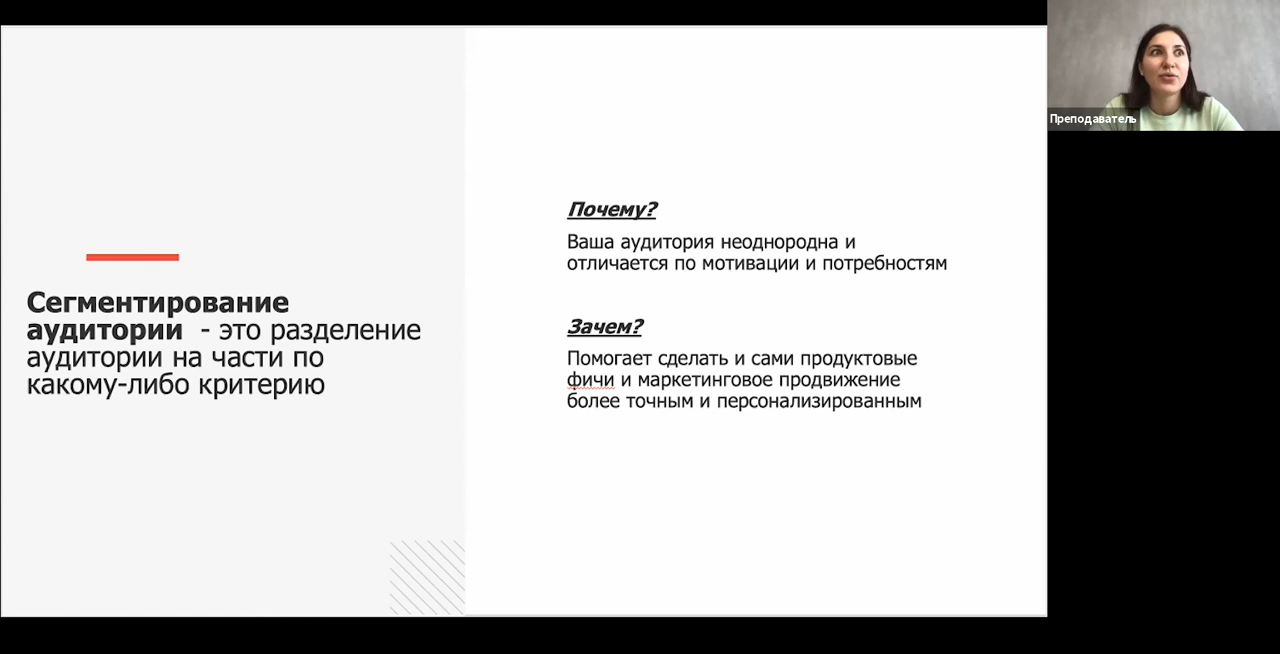 Сегментирование
аудитории - это разделение
аудитории на части по
какому-либо критерию
Почему?
Ваша аудитория неоднородна и
отличается по мотивации и потребностям
Зачем?
Помогает сделать и сами продуктовые
фичи и маркетинговое продвижение
более точным и персонализированным
Преподаватель